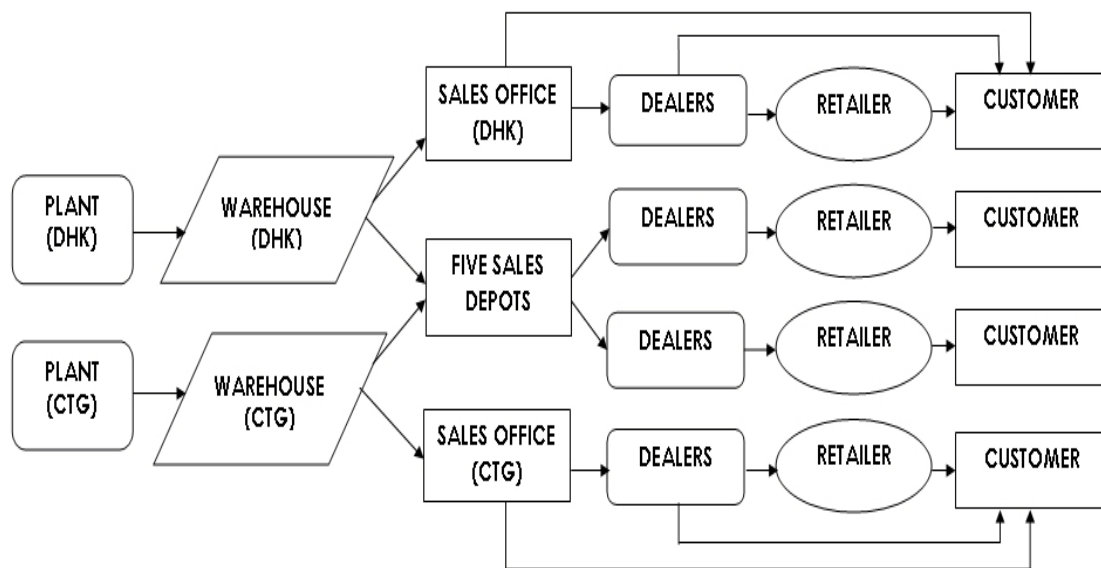 SALES OFFICE
(DHK)
DEALERS
RETAILER
CUSTOMER
PLANT
(DHK)
WAREHOUSE
(DHK)
FIVE SALES
DEPOTS
DEALERS
RETAILER
CUSTOMER
DEALERS
RETAILER
CUSTOMER
PLANT
(CTG)
WAREHOUSE
(CTG)
SALES OFFICE
(CTG)
DEALERS
RETAILER
CUSTOMER